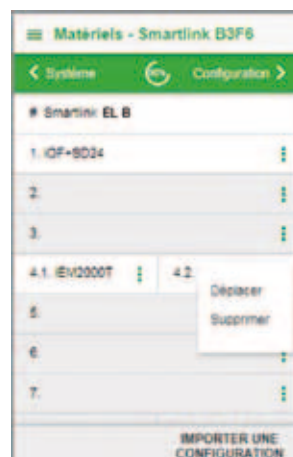 Matériels - Smartlink B3F6
< Système
Configuration >
# Smartlink EL B
1. iOF+SD24
2.
3.
4.1. iEM2000T
4.2.
Déplacer
Supprimer
5.
6.
7.
IMPORTER UNE
CONFIGURATION